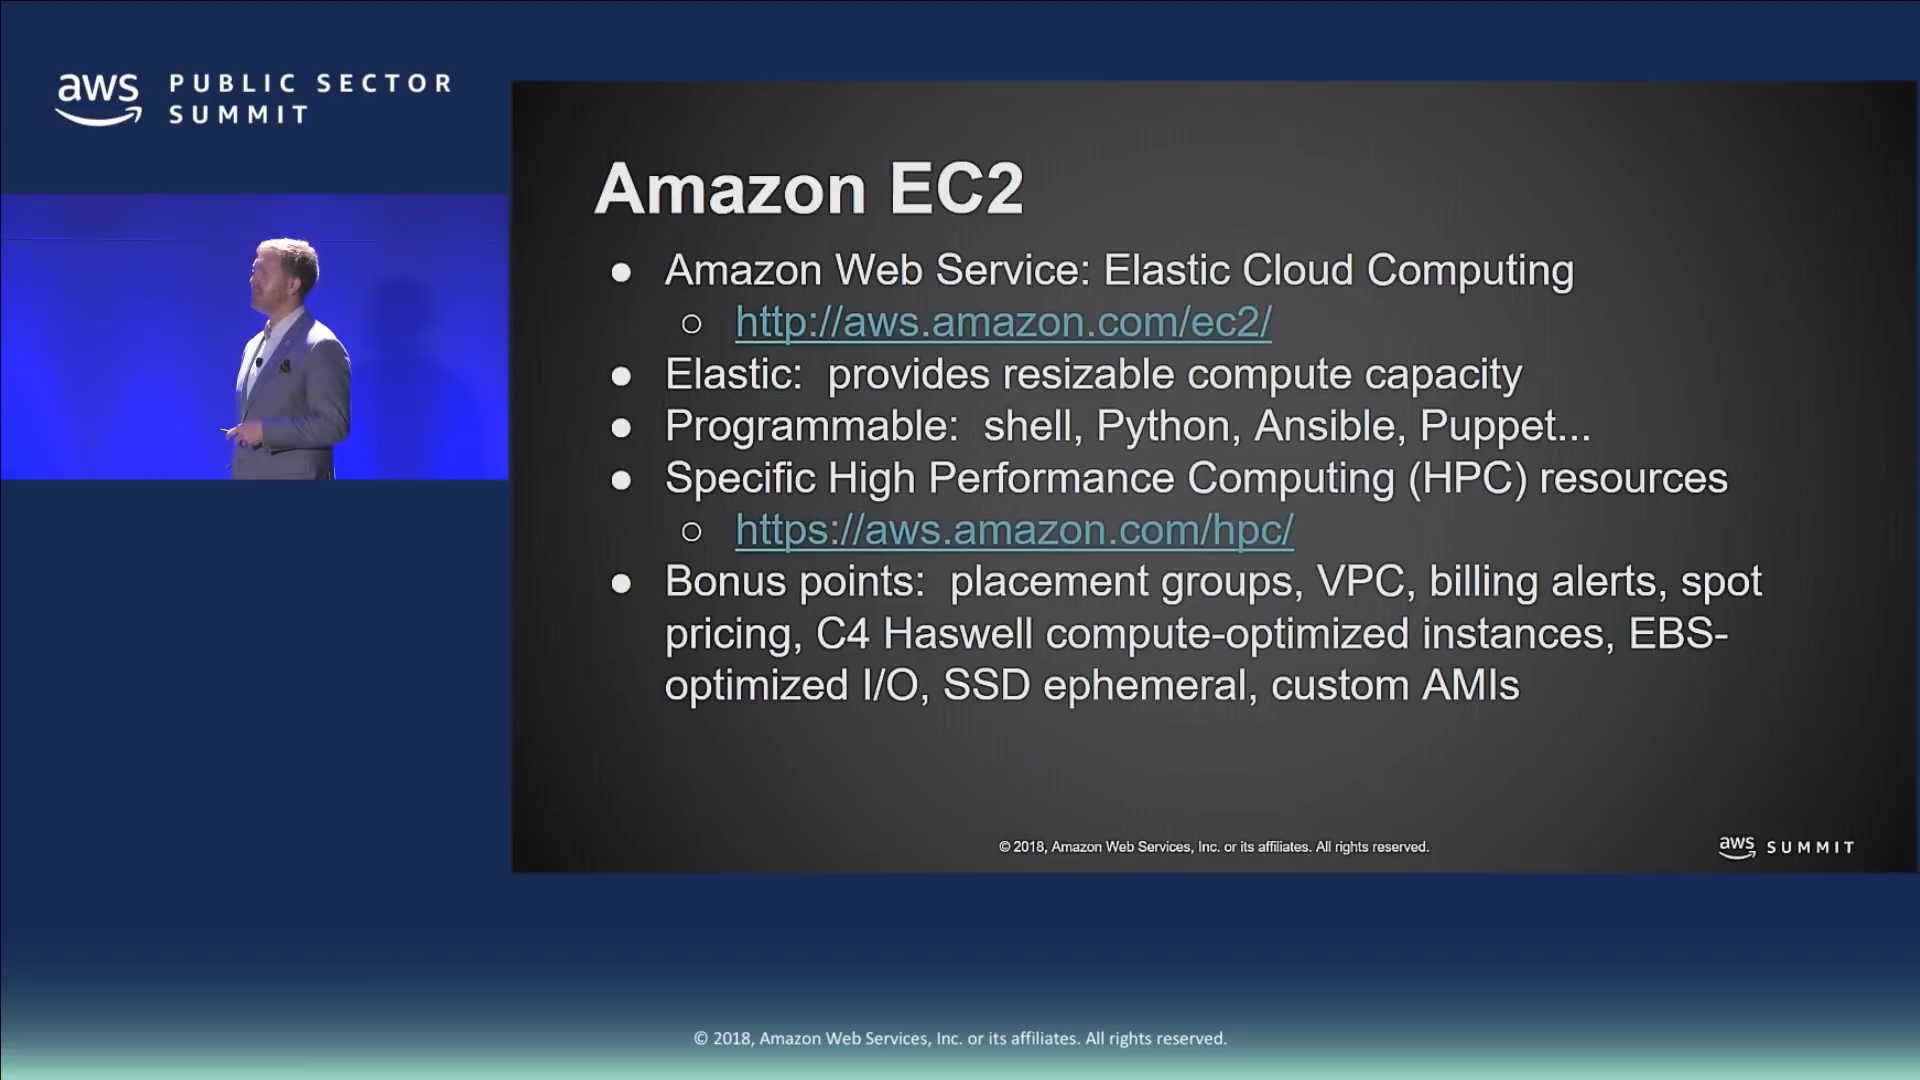 aws PUBLIC SECTOR
SUMMIT
Amazon EC2
● Amazon Web Service: Elastic Cloud Computing
○ http://aws.amazon.com/ec2/
● Elastic:  provides resizable compute capacity
● Programmable:  shell, Python, Ansible, Puppet...
● Specific High Performance Computing (HPC) resources
○ https://aws.amazon.com/hpc/
● Bonus points:  placement groups, VPC, billing alerts, spot
pricing, C4 Haswell compute-optimized instances, EBS-
optimized I/O, SSD ephemeral, custom AMIs
© 2018, Amazon Web Services, Inc. or its affiliates. All rights reserved.
aws SUMMIT
© 2018, Amazon Web Services, Inc. or its affiliates. All rights reserved.